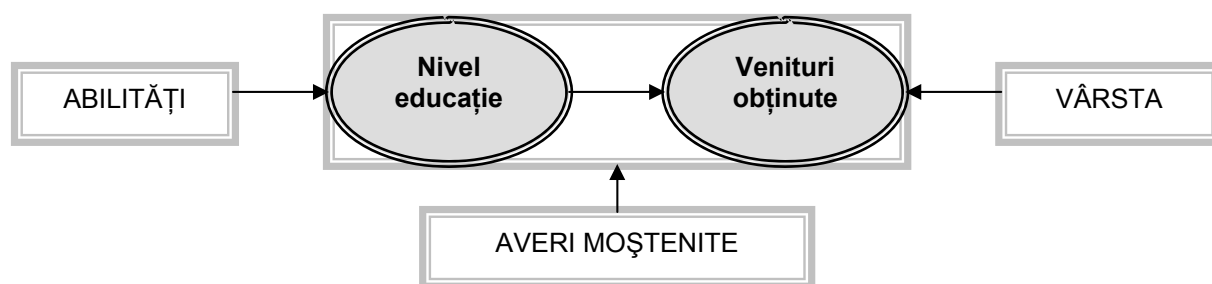 ABILITĂȚI
Nivel
educație
Venituri
obținute
VÂRSTA
AVERI MOŞTENITE